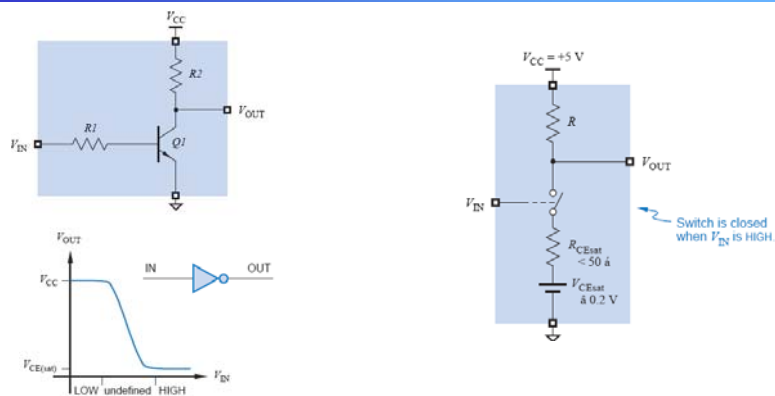 VCC
R2
VOUT
R1
Q1
VIN
VOUT
VCC
IN OUT
VCE(sat)
VIN
LOW undefined HIGH
VCC = +5 V
R
VOUT
VIN
Switch is closed
when VIN is HIGH.
RCEsat
< 50 á
VCEsat
á 0.2 V